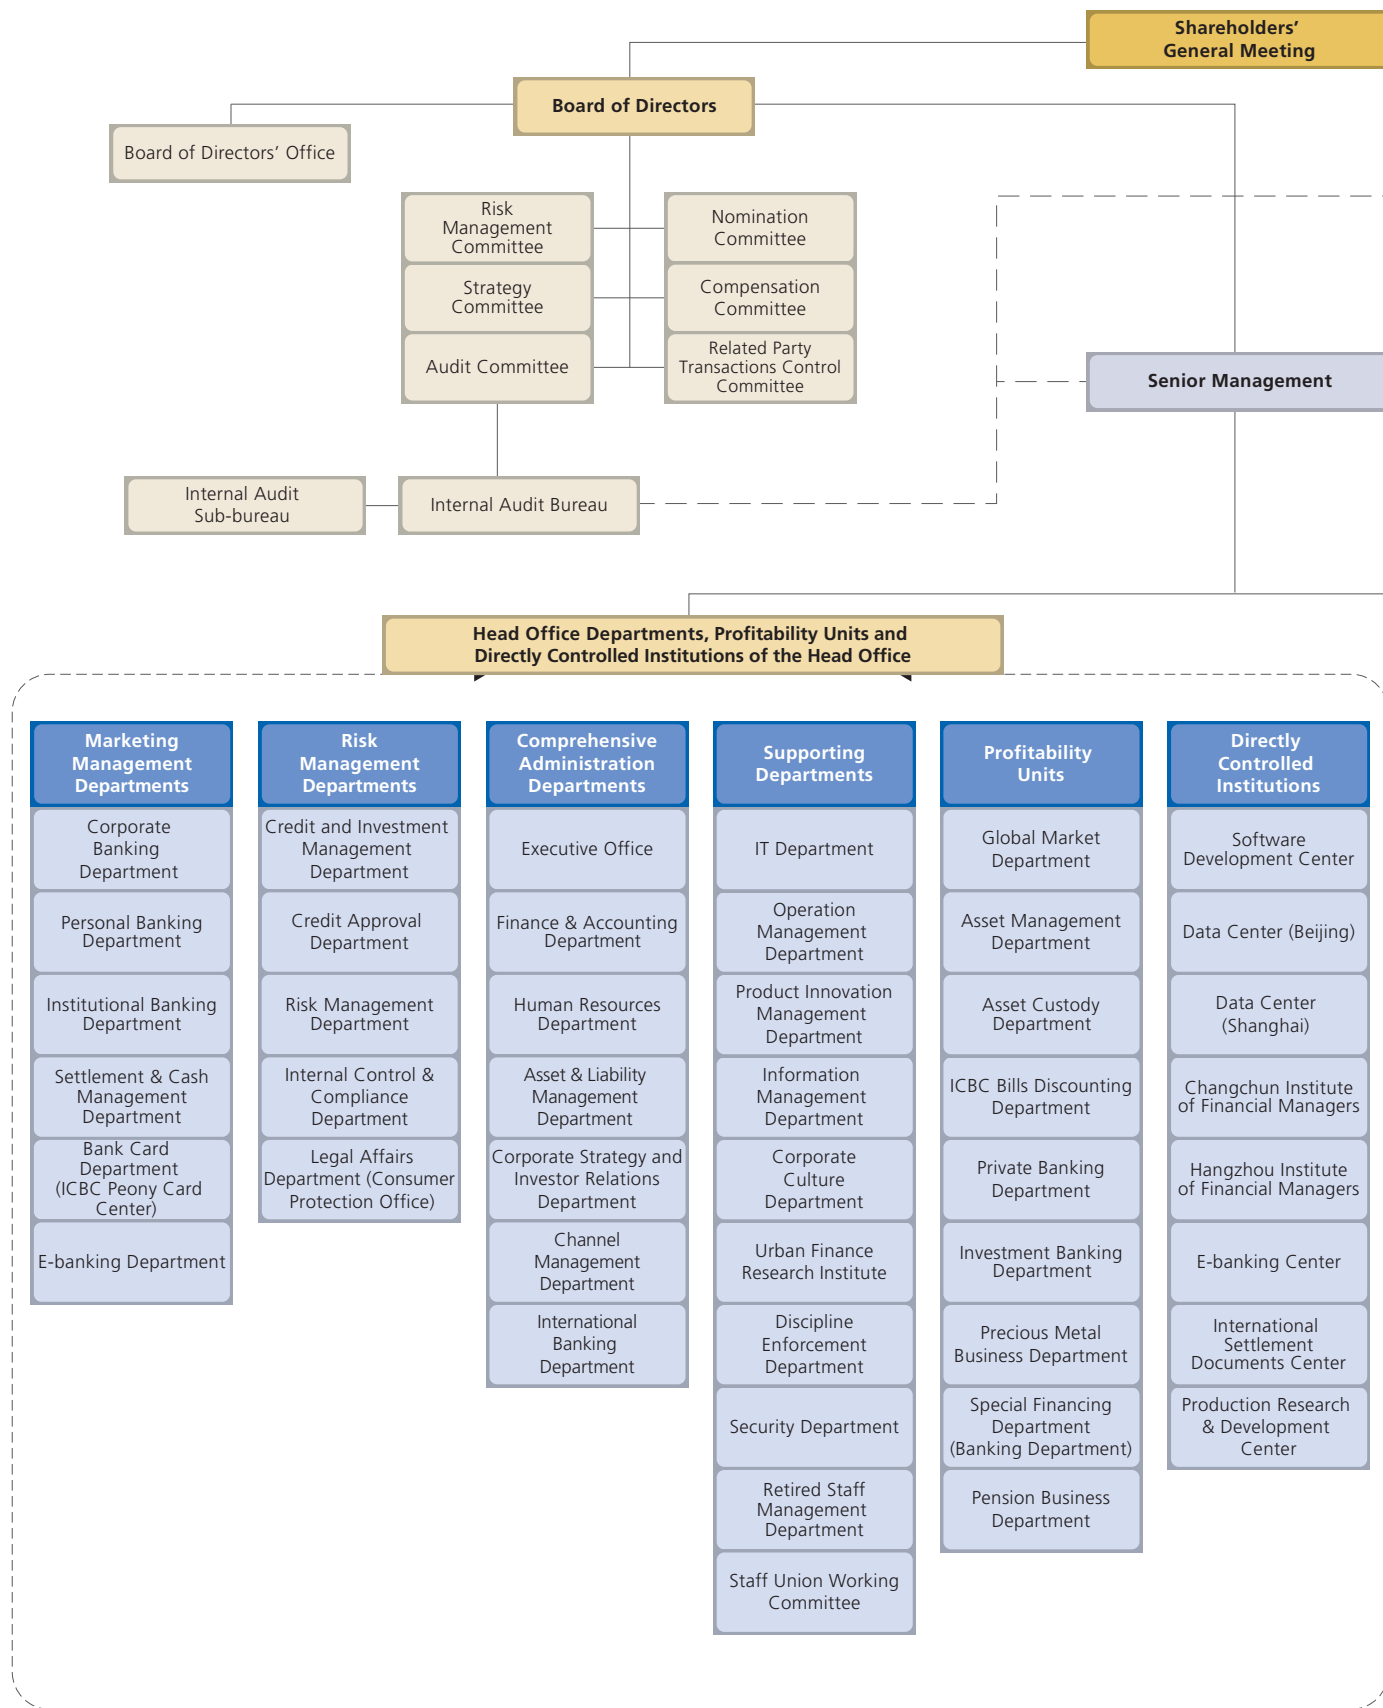 Shareholders’
General Meeting
Board of Directors
Board of Directors’ Office
Risk
Management
Committee
Nomination
Committee
Strategy
Committee
Compensation
Committee
Audit Committee
Related Party
Transactions Control
Committee
Senior Management
Internal Audit
Sub-bureau
Internal Audit Bureau
Head Office Departments, Profitability Units and
Directly Controlled Institutions of the Head Office
Marketing
Management
Departments
Corporate
Banking
Department
Personal Banking
Department
Institutional Banking
Department
Settlement & Cash
Management
Department
Bank Card
Department
(ICBC Peony Card
Center)
E-banking Department
Risk
Management
Departments
Credit and Investment
Management
Department
Credit Approval
Department
Risk Management
Department
Internal Control &
Compliance
Department
Legal Affairs
Department (Consumer
Protection Office)
Comprehensive
Administration
Departments
Executive Office
Finance & Accounting
Department
Human Resources
Department
Asset & Liability
Management
Department
Corporate Strategy and
Investor Relations
Department
Channel
Management
Department
International
Banking
Department
Supporting
Departments
IT Department
Operation
Management
Department
Product Innovation
Management
Department
Information
Management
Department
Corporate
Culture
Department
Urban Finance
Research Institute
Discipline
Enforcement
Department
Security Department
Retired Staff
Management
Department
Staff Union Working
Committee
Profitability
Units
Global Market
Department
Asset Management
Department
Asset Custody
Department
ICBC Bills Discounting
Department
Private Banking
Department
Investment Banking
Department
Precious Metal
Business Department
Special Financing
Department
(Banking Department)
Pension Business
Department
Directly
Controlled
Institutions
Software
Development Center
Data Center (Beijing)
Data Center
(Shanghai)
Changchun Institute
of Financial Managers
Hangzhou Institute
of Financial Managers
E-banking Center
International
Settlement
Documents Center
Production Research
& Development
Center